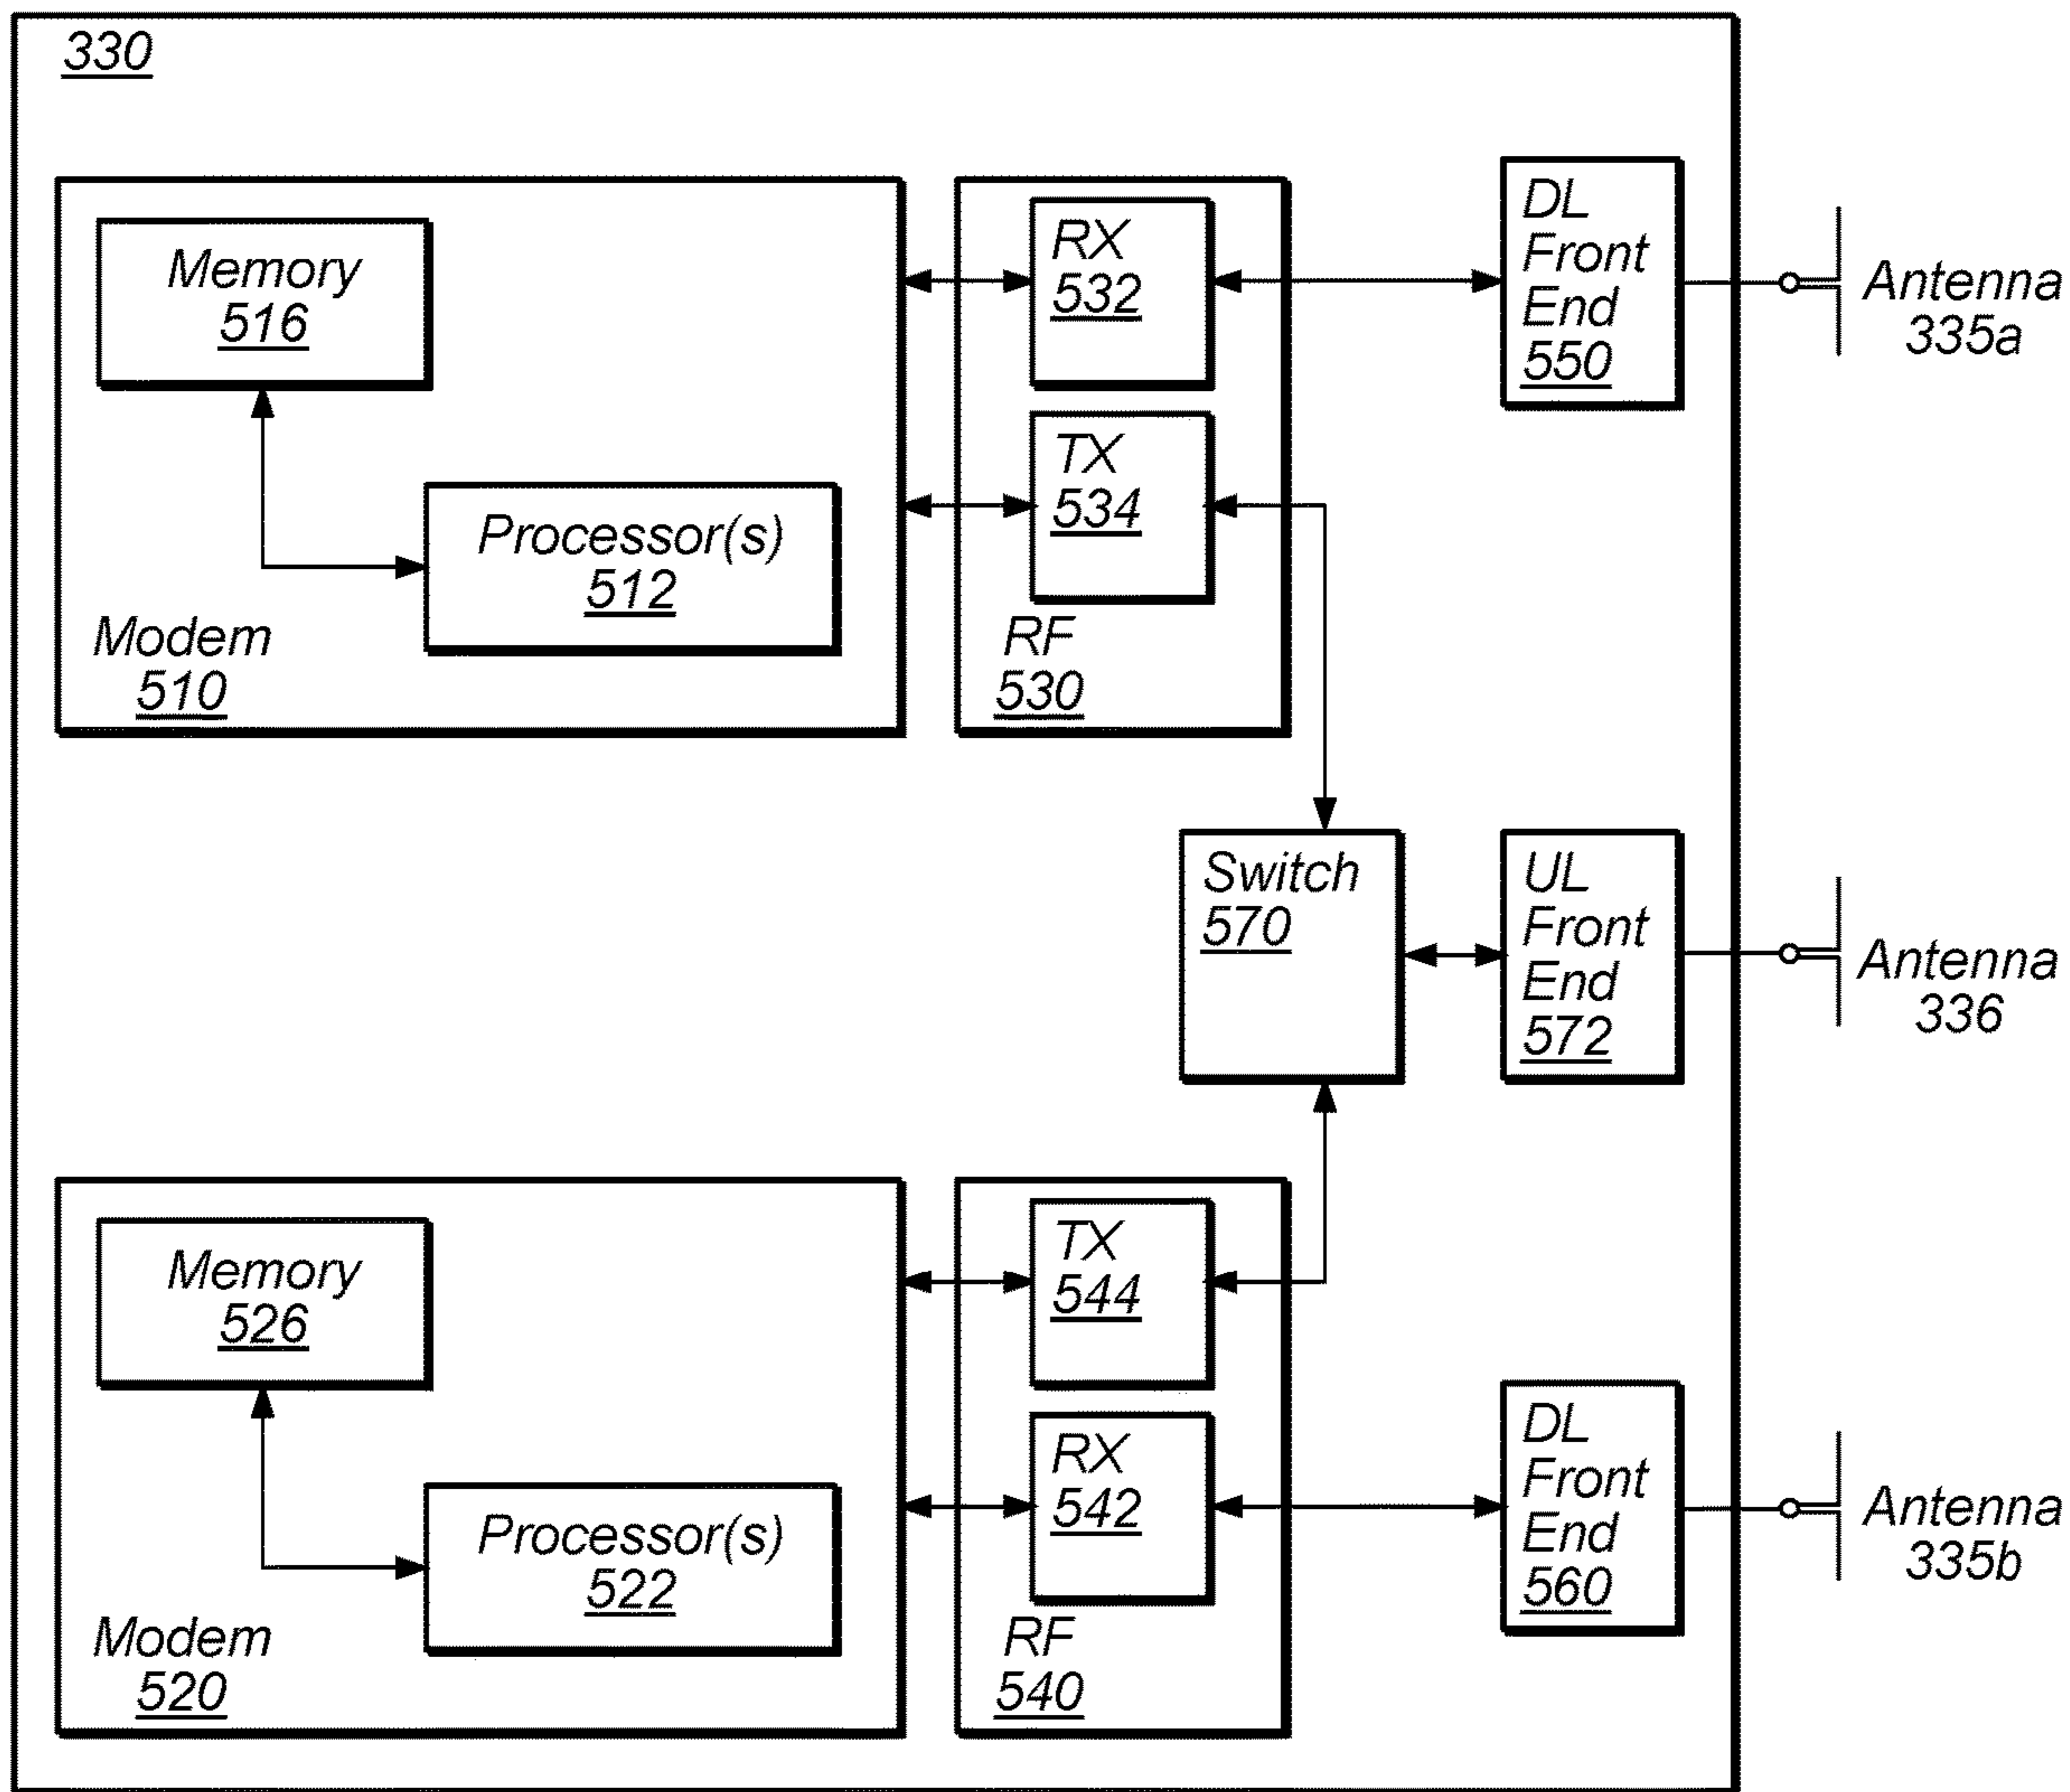 330
Memory
516
Processor(s)
512
Modem
510
RX
532
TX
534
RF
530
DL
Front
End
550
Antenna
335a
Switch
570
UL
Front
End
572
Antenna
336
Memory
526
Processor(s)
522
Modem
520
TX
544
RX
542
RF
540
DL
Front
End
560
Antenna
335b